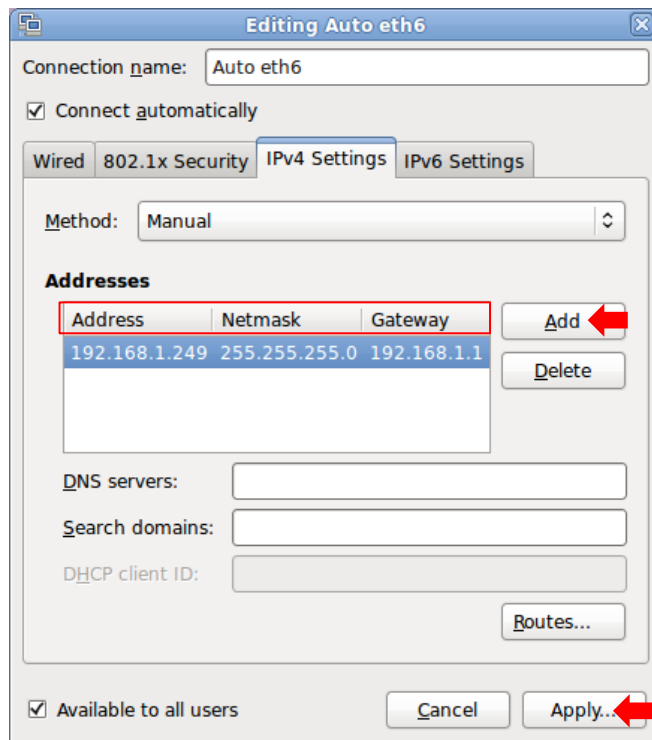 Editing Auto eth6
Connection name: Auto eth6
Connect automatically
Wired 802.1x Security IPv4 Settings IPv6 Settings
Method: Manual
Addresses
Address Netmask Gateway Add
192.168.1.249 255.255.255.0 192.168.1.1
Delete
DNS servers:
Search domains:
DHCP client ID:
Routes...
Available to all users Cancel Apply...